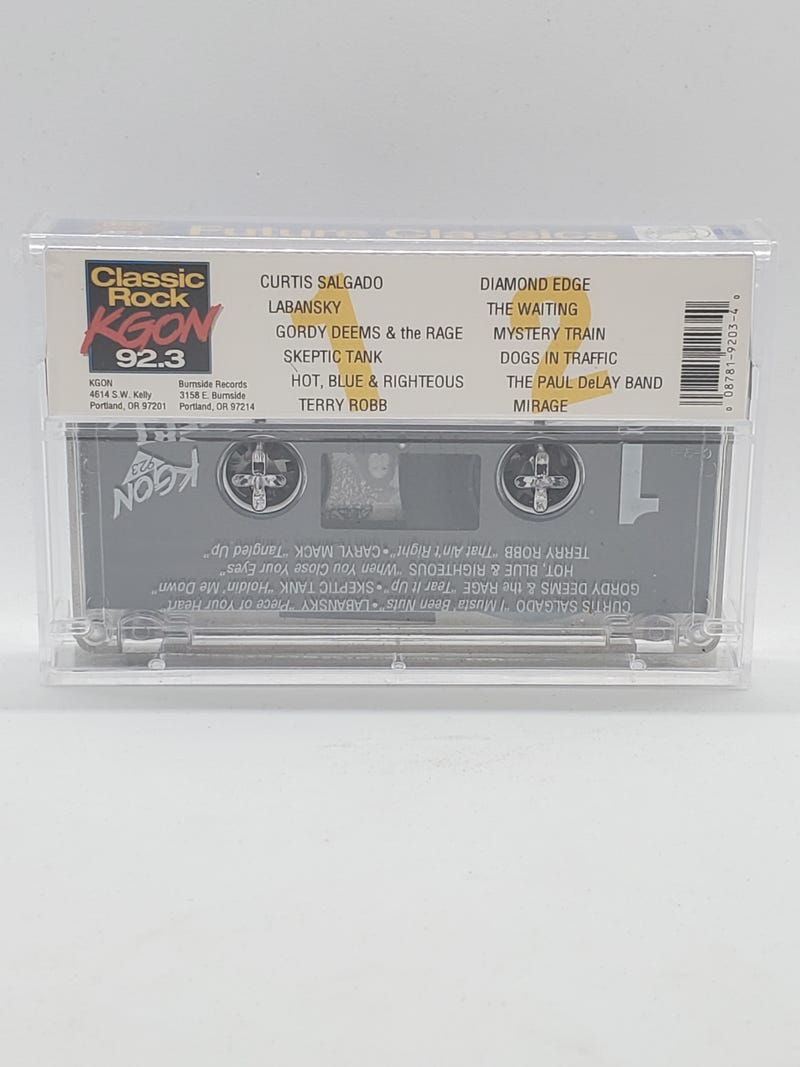 Future Classics
Classic
Rock
KGON
92.3
KGON
4614 S.W. Kelly
Portland, OR 97201
Burnside Records
3158 E. Burnside
Portland, OR 97214
1
CURTIS SALGADO
LABANSKY
GORDY DEEMS & the RAGE
SKEPTIC TANK
HOT, BLUE & RIGHTEOUS
TERRY ROBB
2
DIAMOND EDGE
THE WAITING
MYSTERY TRAIN
DOGS IN TRAFFIC
THE PAUL DeLAY BAND
MIRAGE
0 08781-9203-4 0
1
KGON
92.3
CURTIS SALGADO "I Musta Been Nuts" • LABANSKY "Piece of Your Heart"
GORDY DEEMS & the RAGE "Tear it Up" • SKEPTIC TANK "Holdin' Me Down"
HOT, BLUE & RIGHTEOUS "When You Close Your Eyes"
TERRY ROBB "That Ain't Right" • CARYL MACK "Tangled Up"